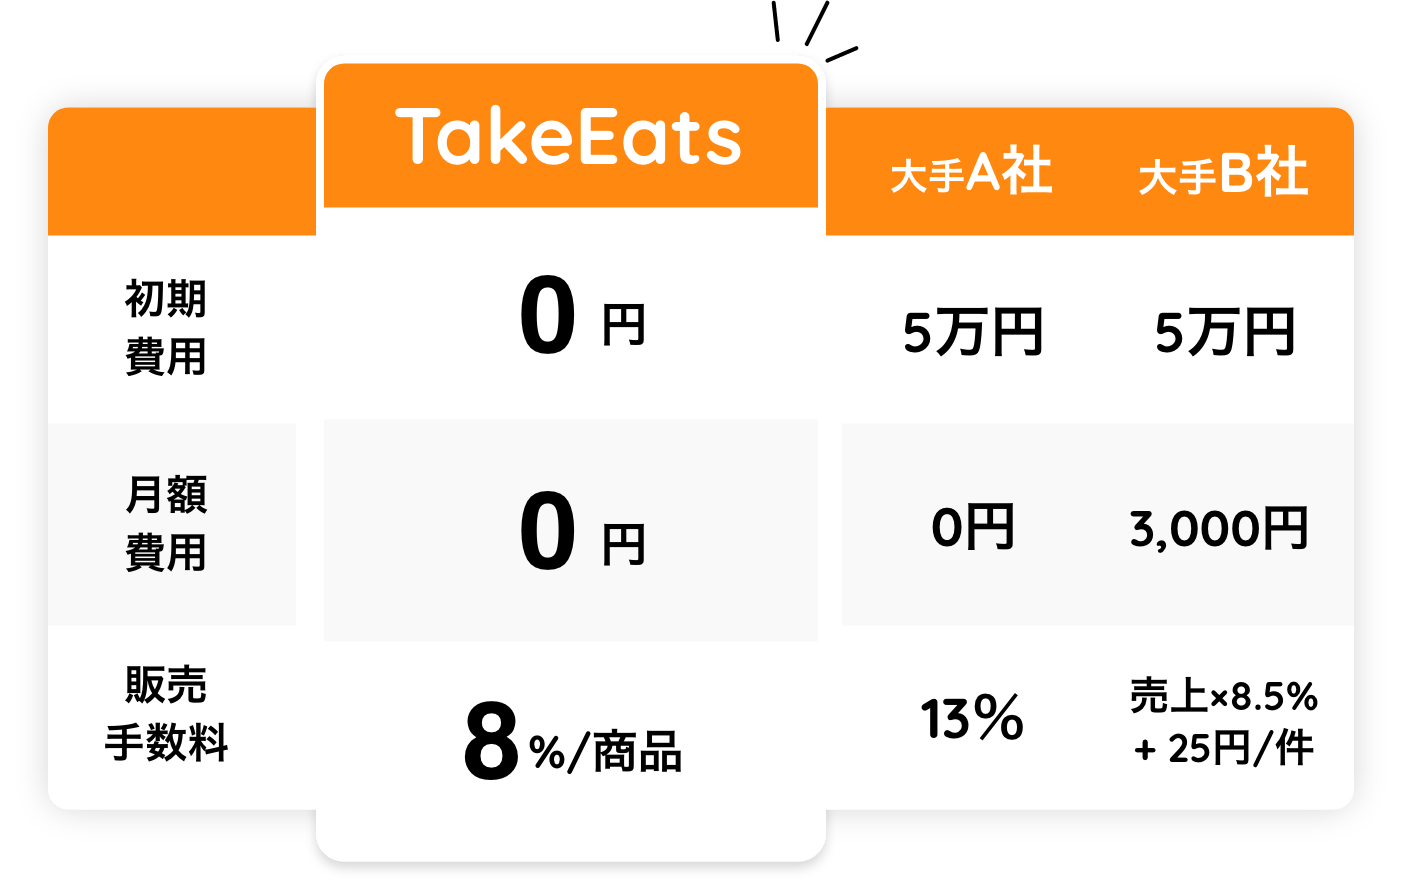 TakeEats
大手A社
大手B社
初期
費用
0 円
5万円
5万円
月額
費用
0 円
0円
3,000円
販売
手数料
8%/商品
13%
売上×8.5%
+ 25円/件